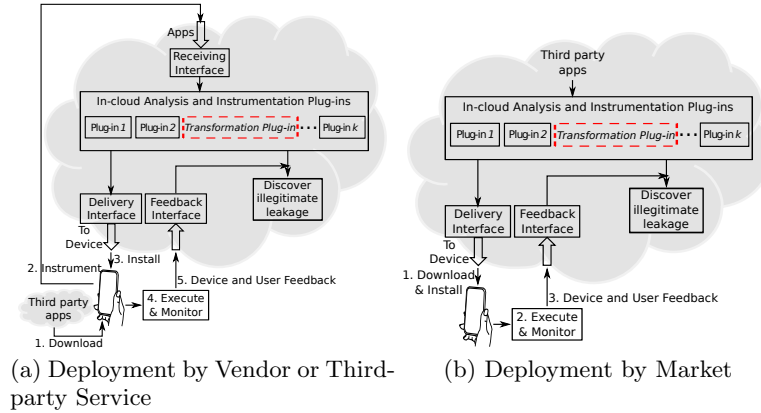 Apps
Receiving
Interface
In-cloud Analysis and Instrumentation Plug-ins
Plug-in 1
Plug-in 2
Transformation Plug-in
...
Plug-in k
Delivery
Interface
Feedback
Interface
Discover
illegitimate
leakage
To
Device
3. Install
2. Instrument
5. Device and User Feedback
4. Execute
& Monitor
Third party
apps
1. Download
(a) Deployment by Vendor or Third-
party Service
Third party
apps
In-cloud Analysis and Instrumentation Plug-ins
Plug-in 1
Plug-in 2
Transformation Plug-in
...
Plug-in k
Delivery
Interface
Feedback
Interface
Discover
illegitimate
leakage
To
Device
1. Download
& Install
3. Device and User Feedback
2. Execute
& Monitor
(b) Deployment by Market